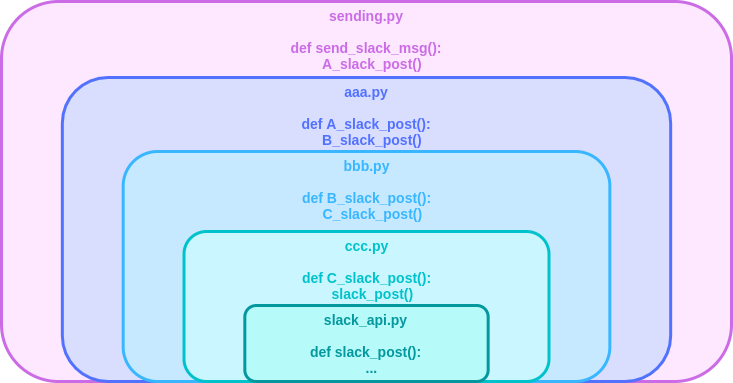 sending.py
def send_slack_msg():
A_slack_post()
aaa.py
def A_slack_post():
B_slack_post()
bbb.py
def B_slack_post():
C_slack_post()
ccc.py
def C_slack_post():
slack_post()
slack_api.py
def slack_post():
...